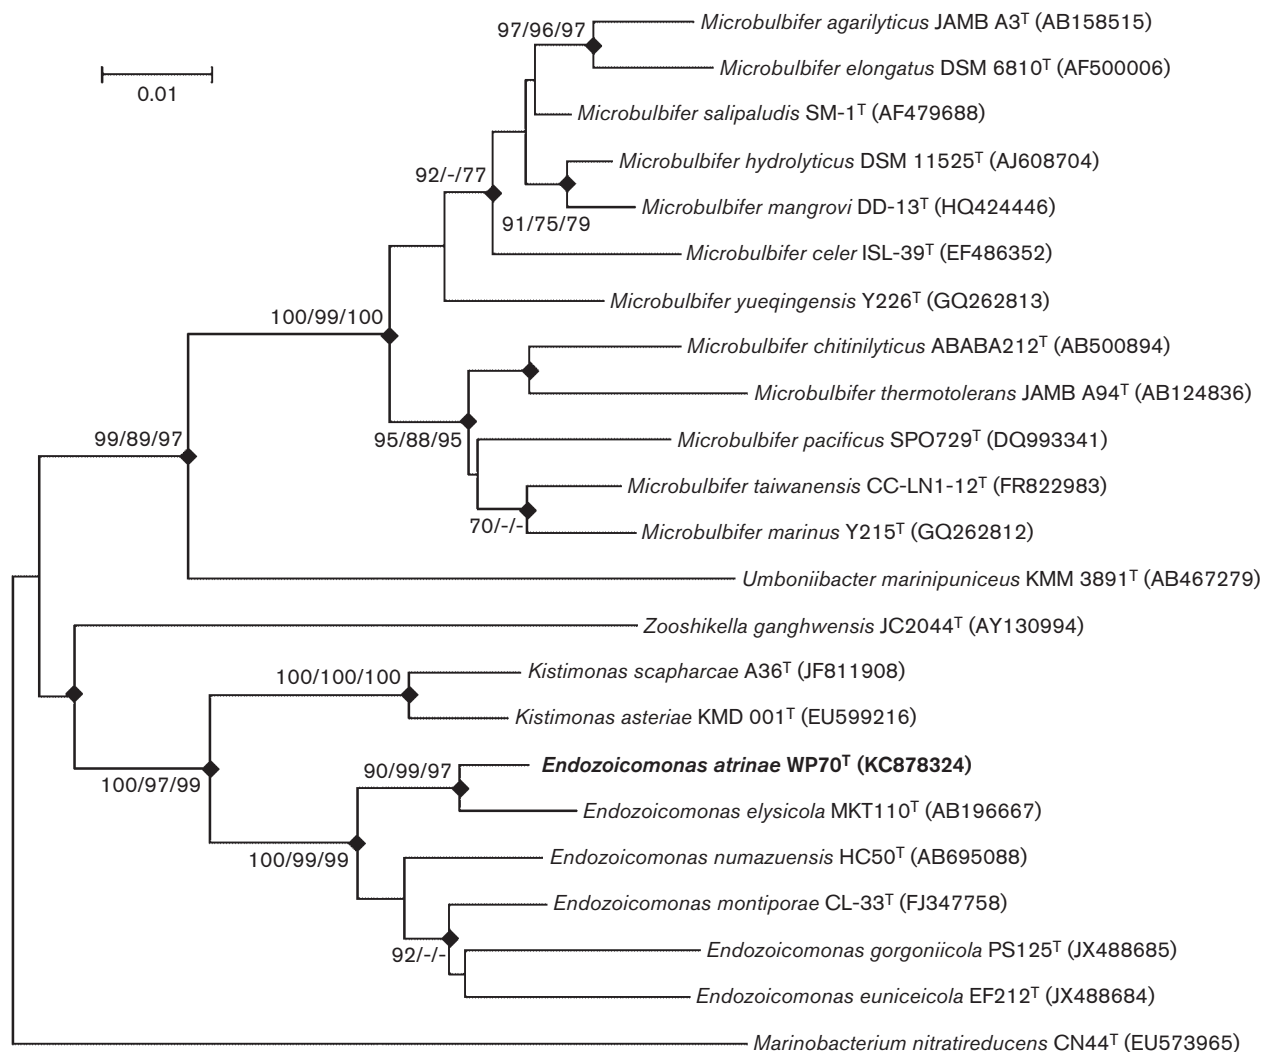 97/96/97
Microbulbifer agarilyticus JAMB A3ᵀ (AB158515)
0.01
Microbulbifer elongatus DSM 6810ᵀ (AF500006)
Microbulbifer salipaludis SM-1ᵀ (AF479688)
Microbulbifer hydrolyticus DSM 11525ᵀ (AJ608704)
92/-/77
Microbulbifer mangrovi DD-13ᵀ (HQ424446)
91/75/79
Microbulbifer celer ISL-39ᵀ (EF486352)
Microbulbifer yueqingensis Y226ᵀ (GQ262813)
100/99/100
Microbulbifer chitinilyticus ABABA212ᵀ (AB500894)
Microbulbifer thermotolerans JAMB A94ᵀ (AB124836)
99/89/97
95/88/95
Microbulbifer pacificus SPO729ᵀ (DQ993341)
Microbulbifer taiwanensis CC-LN1-12ᵀ (FR822983)
70/-/-
Microbulbifer marinus Y215ᵀ (GQ262812)
Umboniibacter marinipuniceus KMM 3891ᵀ (AB467279)
Zooshikella ganghwensis JC2044ᵀ (AY130994)
100/100/100
Kistimonas scapharcae A36ᵀ (JF811908)
Kistimonas asteriae KMD 001ᵀ (EU599216)
90/99/97
Endozoicomonas atrinae WP70ᵀ (KC878324)
100/97/99
Endozoicomonas elysicola MKT110ᵀ (AB196667)
100/99/99
Endozoicomonas numazuensis HC50ᵀ (AB695088)
Endozoicomonas montiporae CL-33ᵀ (FJ347758)
92/-/-
Endozoicomonas gorgoniicola PS125ᵀ (JX488685)
Endozoicomonas euniceicola EF212ᵀ (JX488684)
Marinobacterium nitratireducens CN44ᵀ (EU573965)